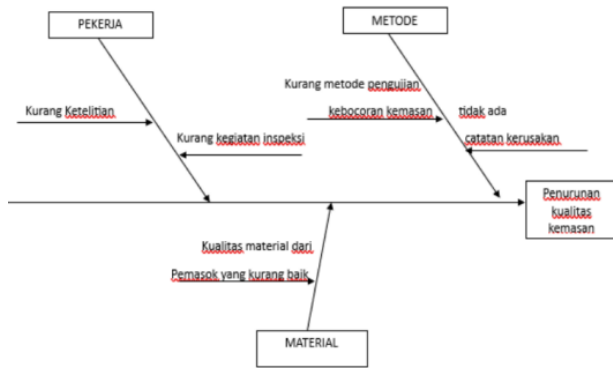 PEKERJA
METODE
Kurang Ketelitian
Kurang kegiatan inspeksi
Kurang metode pengujian
kebocoran kemasan
tidak ada
catatan kerusakan
Penurunan
kualitas
kemasan
Kualitas material dari
Pemasok yang kurang baik
MATERIAL